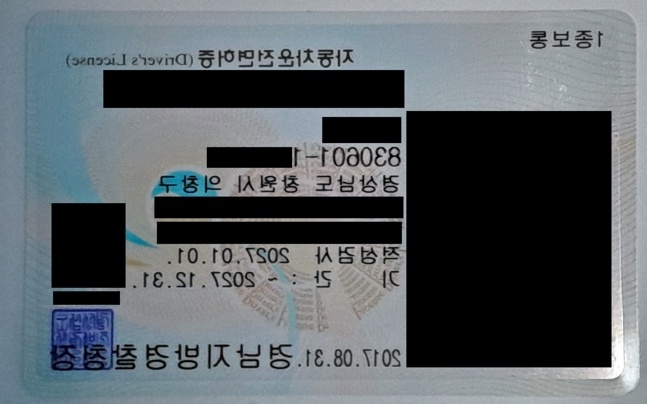 1종보통
자동차운전면허증 (Driver's License)
830601-1
경상남도 창원시 의창구
적성검사 2027.01.01.
기 간 : ~ 2027.12.31.
2017.08.31. 경남지방경찰청장